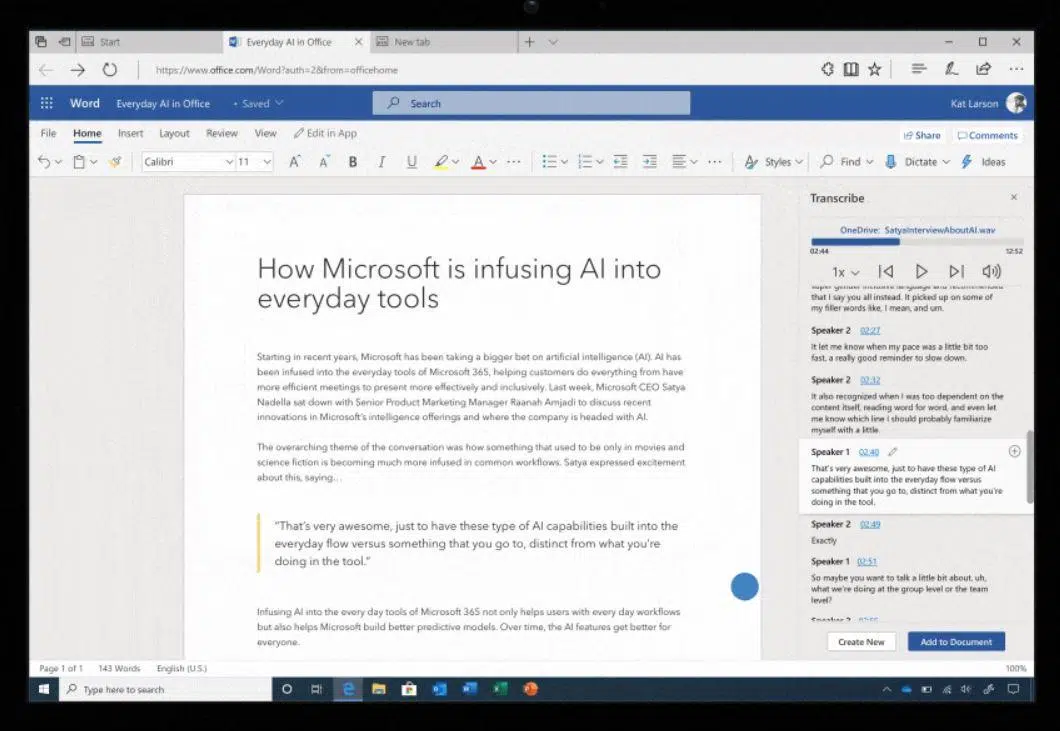 Start
Everyday AI in Office
New tab
https://www.office.com/Word?auth=2&from=officehome
Word
Everyday AI in Office
Saved
Search
Kat Larson
File Home Insert Layout Review View Edit in App
Share Comments
Calibri 11 A A B I U A Styles Find Dictate Ideas
How Microsoft is infusing AI into
everyday tools
Starting in recent years, Microsoft has been taking a bigger bet on artificial intelligence (AI). AI has
been infused into the everyday tools of Microsoft 365, helping customers do everything from have
more efficient meetings to present more effectively and inclusively. Last week, Microsoft CEO Satya
Nadella sat down with Senior Product Marketing Manager Raanah Amjadi to discuss recent
innovations in Microsoft's intelligence offerings and where the company is headed with AI.
The overarching theme of the conversation was how something that used to be only in movies and
science fiction is becoming much more infused in common workflows. Satya expressed excitement
about this, saying...
"That's very awesome, just to have these type of AI capabilities built into the
everyday flow versus something that you go to, distinct from what you're
doing in the tool."
Infusing AI into the every day tools of Microsoft 365 not only helps users with every day workflows
but also helps Microsoft build better predictive models. Over time, the AI features get better for
everyone.
Transcribe
OneDrive: SatyaInterviewAboutAI.wav
02:44 12:52
1x
super gender inclusive language and recommended
that I say you all instead. It picked up on some of
my filler words like, I mean, and um.
Speaker 2 02:27
It let me know when my pace was a little bit too
fast, a really good reminder to slow down.
Speaker 2 02:32
It also recognized when I was too dependent on the
content itself, reading word for word, and even let
me know which line I should probably familiarize
myself with a little.
Speaker 1 02:40
That's very awesome, just to have these type of AI
capabilities built into the everyday flow versus
something that you go to, distinct from what you're
doing in the tool.
Speaker 2 02:49
Exactly
Speaker 1 02:51
So maybe you want to talk a little bit about, uh,
what we're doing at the group level or the team
level?
Speaker 2
Create New Add to Document
Page 1 of 1 143 Words English (U.S.) 100%
Type here to search